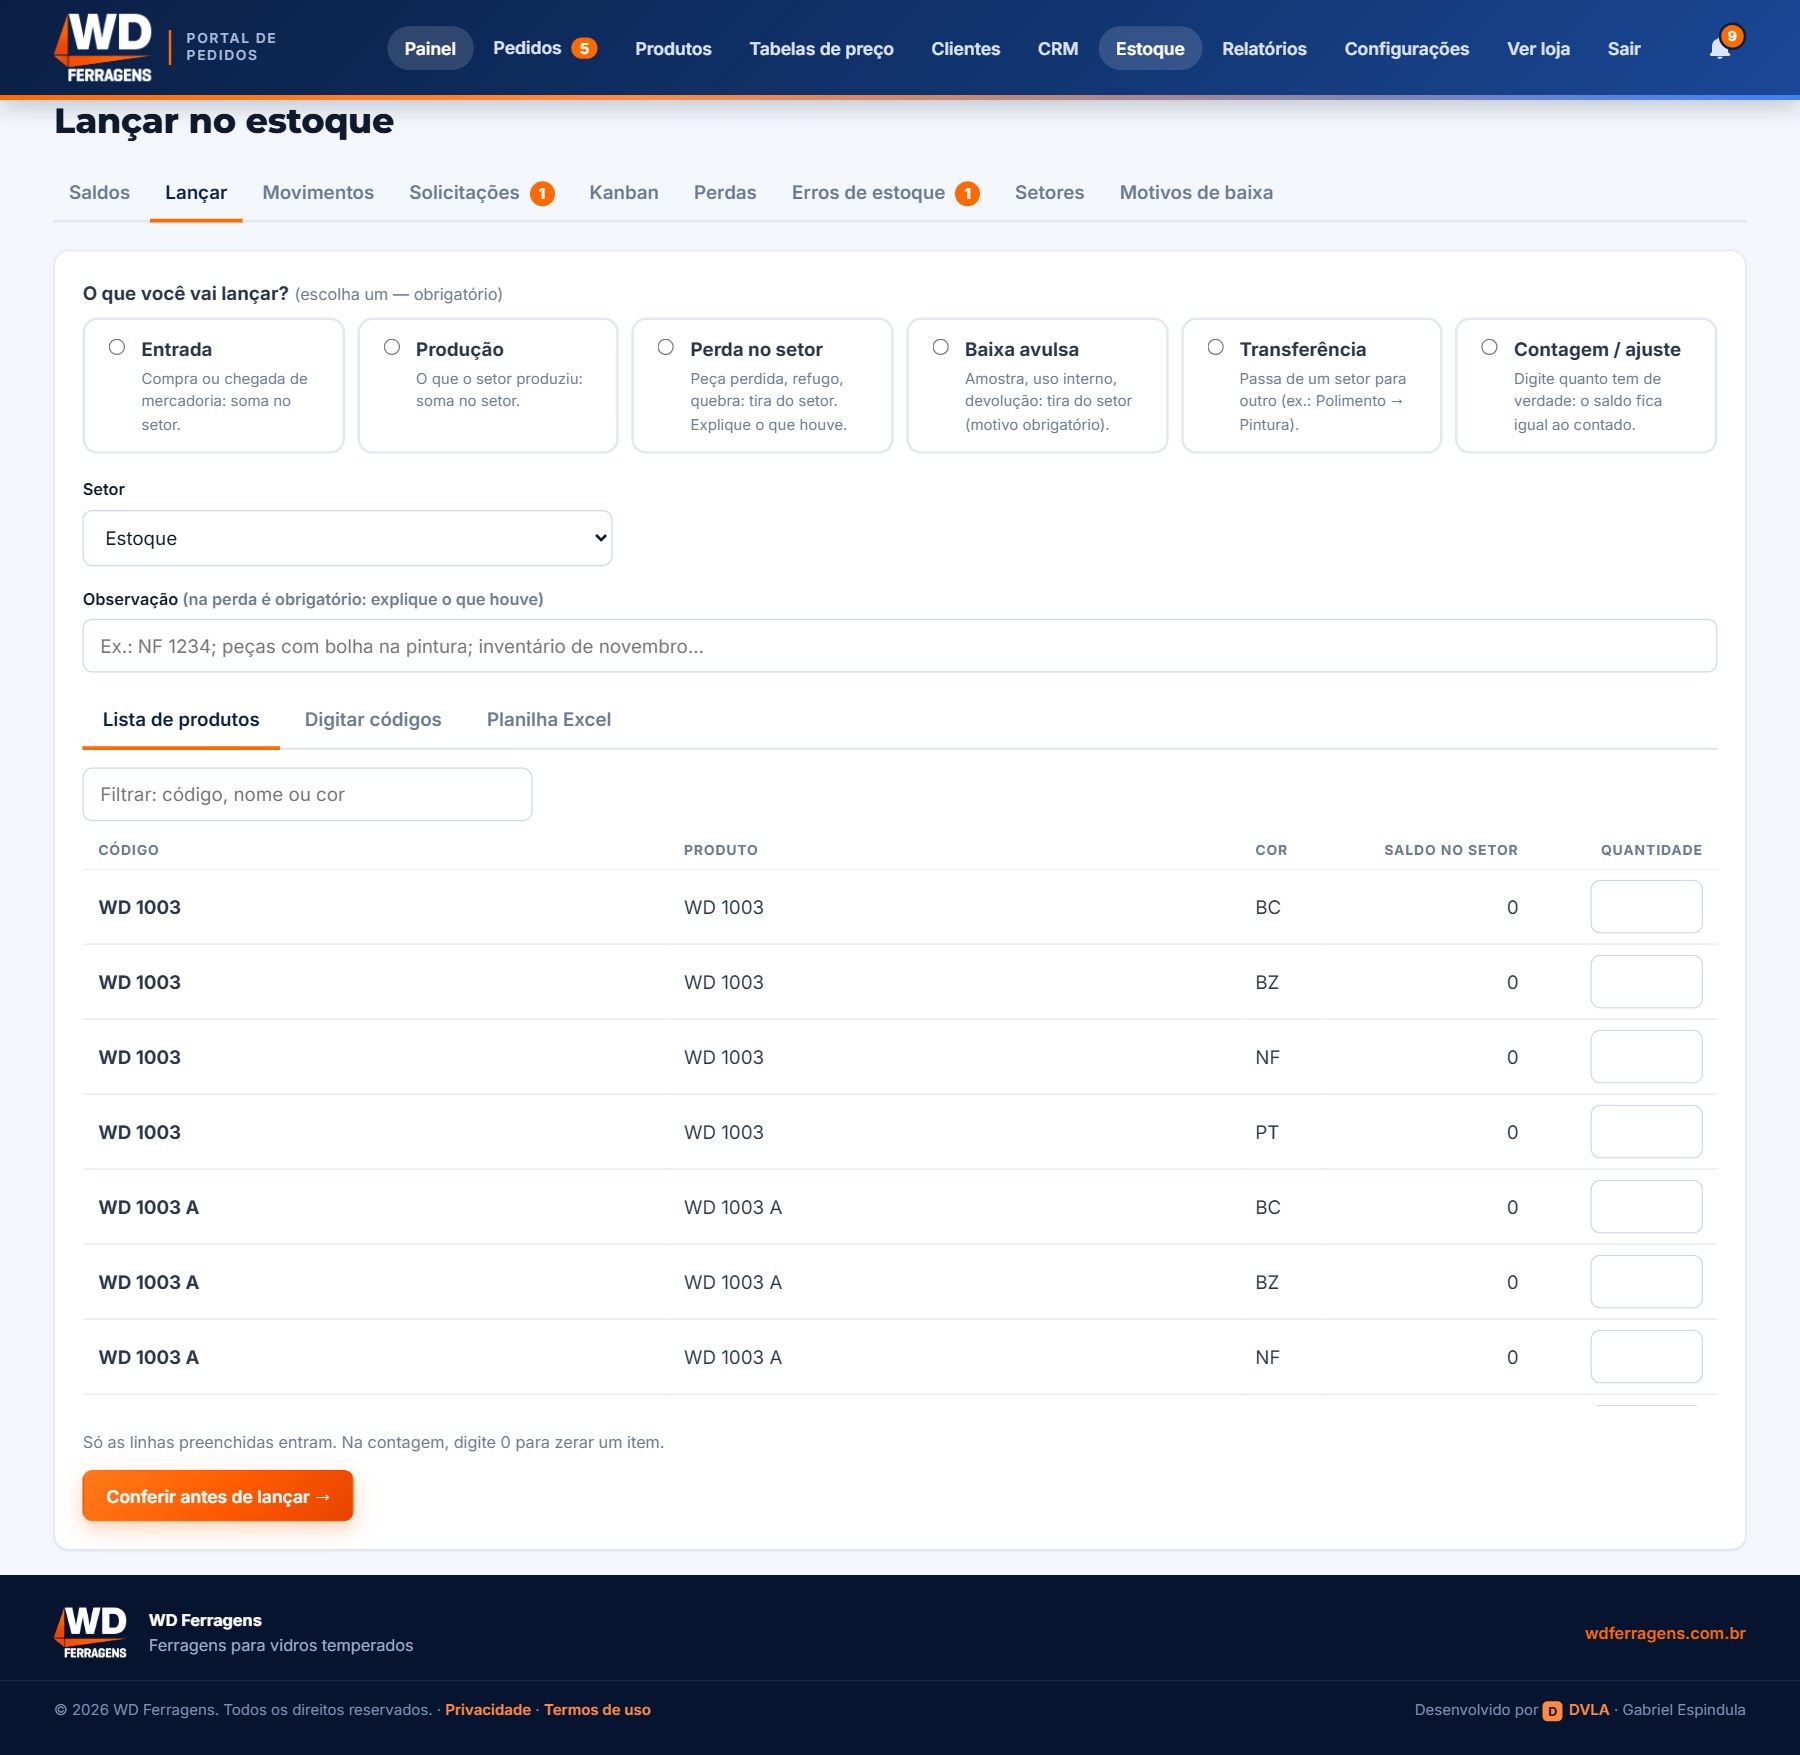 WD
FERRAGENS
PORTAL DE
PEDIDOS
Painel Pedidos 5 Produtos Tabelas de preço Clientes CRM Estoque Relatórios Configurações Ver loja Sair 9
Lançar no estoque
Saldos Lançar Movimentos Solicitações 1 Kanban Perdas Erros de estoque 1 Setores Motivos de baixa
O que você vai lançar? (escolha um — obrigatório)
Entrada
Compra ou chegada de
mercadoria: soma no
setor.
Produção
O que o setor produziu:
soma no setor.
Perda no setor
Peça perdida, refugo,
quebra: tira do setor.
Explique o que houve.
Baixa avulsa
Amostra, uso interno,
devolução: tira do setor
(motivo obrigatório).
Transferência
Passa de um setor para
outro (ex.: Polimento →
Pintura).
Contagem / ajuste
Digite quanto tem de
verdade: o saldo fica
igual ao contado.
Setor
Estoque
Observação (na perda é obrigatório: explique o que houve)
Ex.: NF 1234; peças com bolha na pintura; inventário de novembro...
Lista de produtos Digitar códigos Planilha Excel
Filtrar: código, nome ou cor
CÓDIGO PRODUTO COR SALDO NO SETOR QUANTIDADE
WD 1003 WD 1003 BC 0
WD 1003 WD 1003 BZ 0
WD 1003 WD 1003 NF 0
WD 1003 WD 1003 PT 0
WD 1003 A WD 1003 A BC 0
WD 1003 A WD 1003 A BZ 0
WD 1003 A WD 1003 A NF 0
Só as linhas preenchidas entram. Na contagem, digite 0 para zerar um item.
Conferir antes de lançar →
WD
FERRAGENS
WD Ferragens
Ferragens para vidros temperados
wdferragens.com.br
© 2026 WD Ferragens. Todos os direitos reservados. · Privacidade · Termos de uso
Desenvolvido por D DVLA · Gabriel Espindula